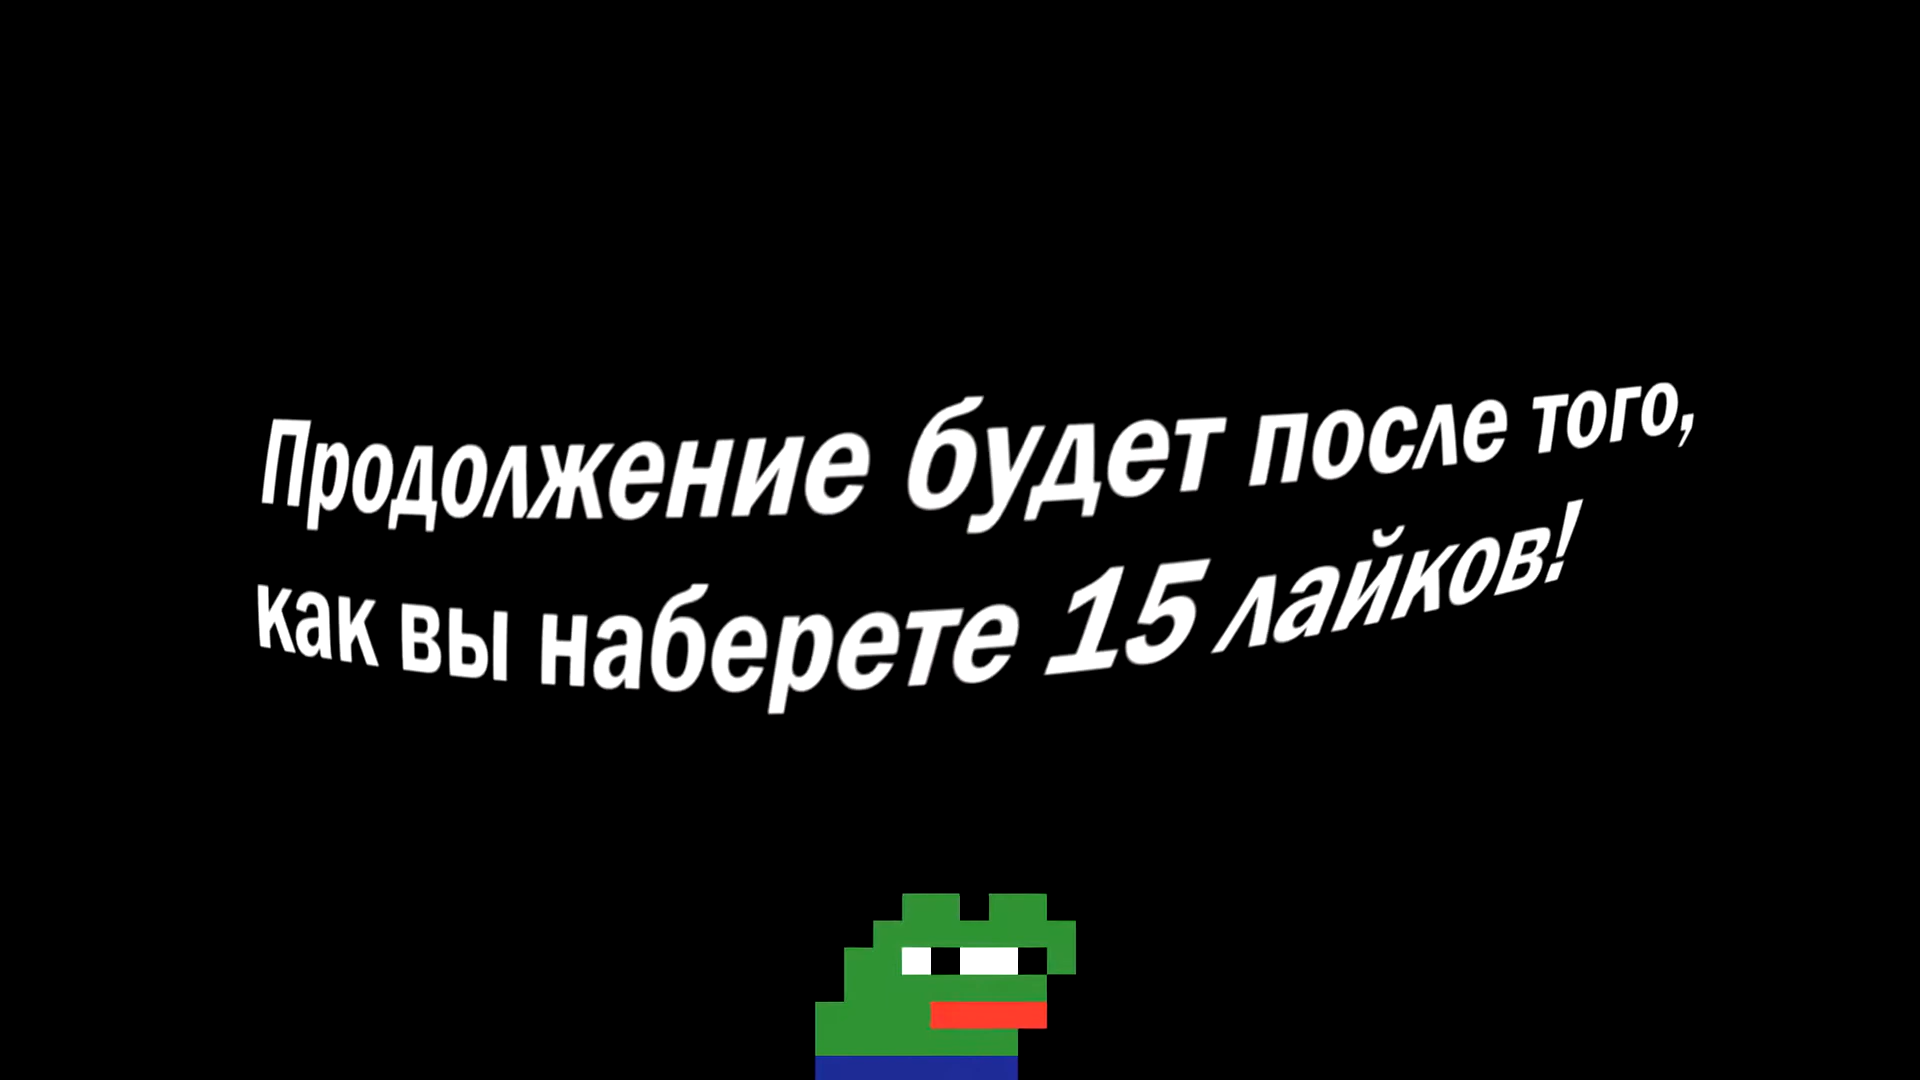 Продолжение будет после того,
как вы наберете 15 лайков!